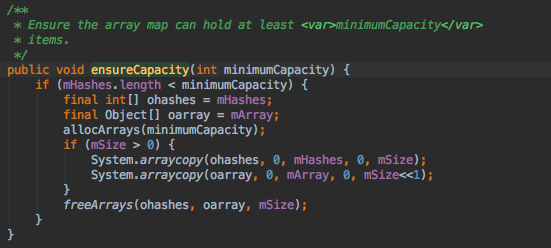 /**
 * Ensure the array map can hold at least <var>minimumCapacity</var>
 * items.
 */
public void ensureCapacity(int minimumCapacity) {
    if (mHashes.length < minimumCapacity) {
        final int[] ohashes = mHashes;
        final Object[] oarray = mArray;
        allocArrays(minimumCapacity);
        if (mSize > 0) {
            System.arraycopy(ohashes, 0, mHashes, 0, mSize);
            System.arraycopy(oarray, 0, mArray, 0, mSize<<1);
        }
        freeArrays(ohashes, oarray, mSize);
    }
}